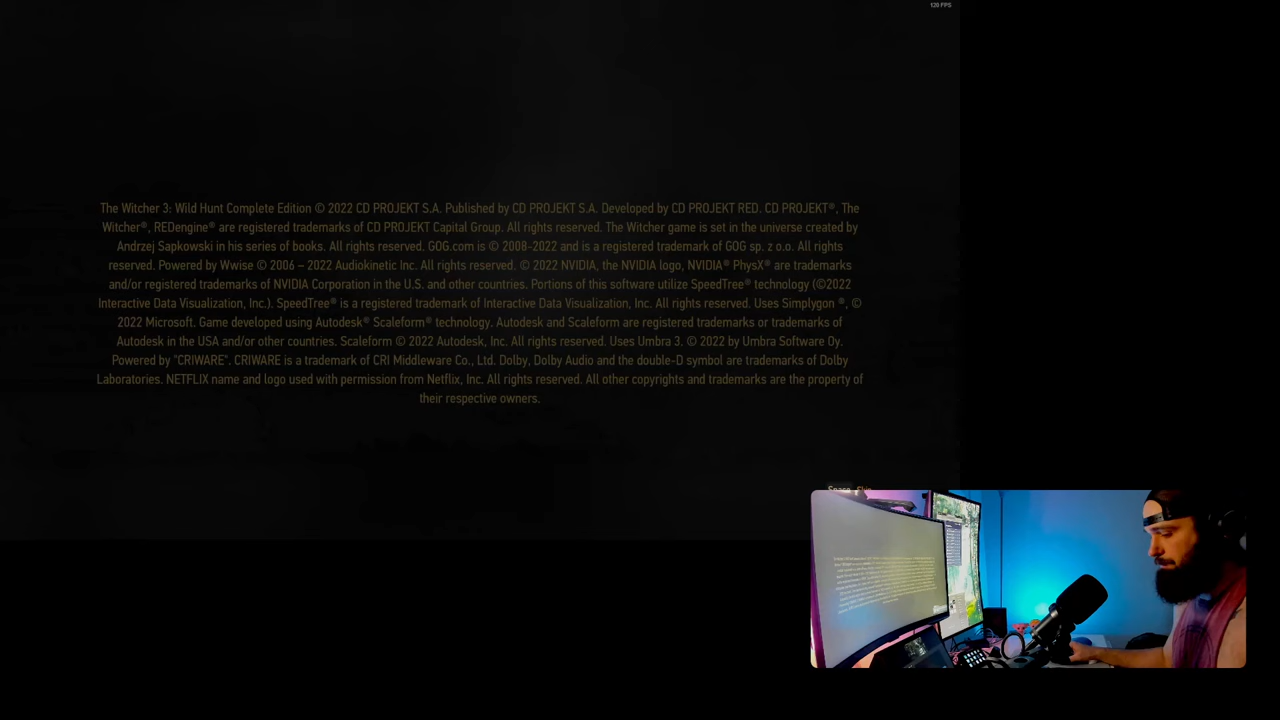 120 FPS
The Witcher 3: Wild Hunt Complete Edition © 2022 CD PROJEKT S.A. Published by CD PROJEKT S.A. Developed by CD PROJEKT RED. CD PROJEKT®, The
Witcher®, REDengine® are registered trademarks of CD PROJEKT Capital Group. All rights reserved. The Witcher game is set in the universe created by
Andrzej Sapkowski in his series of books. All rights reserved. GOG.com is © 2008-2022 and is a registered trademark of GOG sp. z o.o. All rights
reserved. Powered by Wwise © 2006 – 2022 Audiokinetic Inc. All rights reserved. © 2022 NVIDIA, the NVIDIA logo, NVIDIA® PhysX® are trademarks
and/or registered trademarks of NVIDIA Corporation in the U.S. and other countries. Portions of this software utilize SpeedTree® technology (©2022
Interactive Data Visualization, Inc.). SpeedTree® is a registered trademark of Interactive Data Visualization, Inc. All rights reserved. Uses Simplygon ®, ©
2022 Microsoft. Game developed using Autodesk® Scaleform® technology. Autodesk and Scaleform are registered trademarks or trademarks of
Autodesk in the USA and/or other countries. Scaleform © 2022 Autodesk, Inc. All rights reserved. Uses Umbra 3. © 2022 by Umbra Software Oy.
Powered by "CRIWARE". CRIWARE is a trademark of CRI Middleware Co., Ltd. Dolby, Dolby Audio and the double-D symbol are trademarks of Dolby
Laboratories. NETFLIX name and logo used with permission from Netflix, Inc. All rights reserved. All other copyrights and trademarks are the property of
their respective owners.
Space Skip